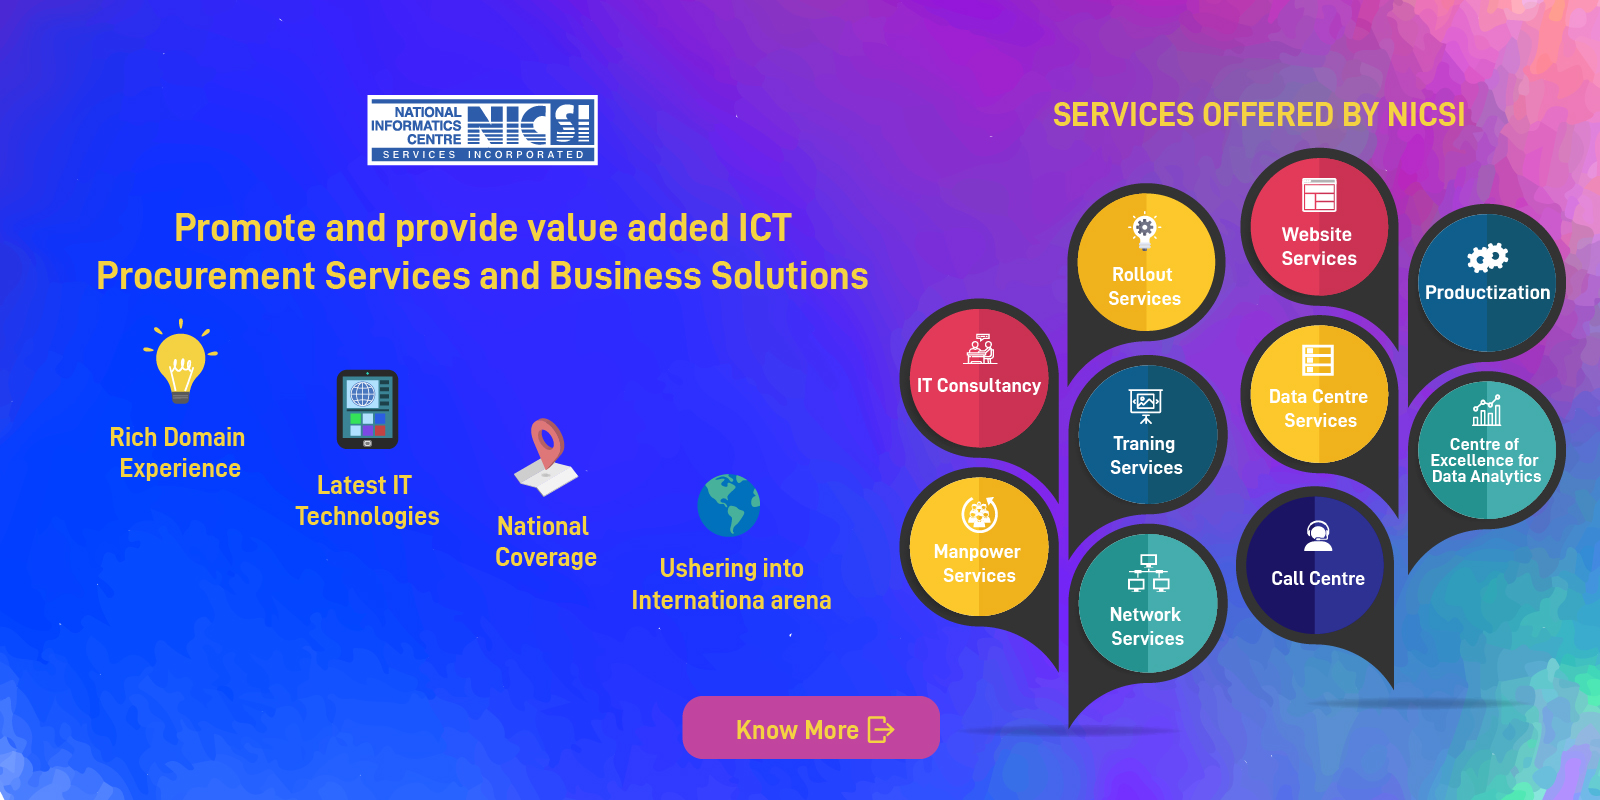 NATIONAL
INFORMATICS
CENTRE
NICSI
SERVICES INCORPORATED
Promote and provide value added ICT
Procurement Services and Business Solutions
Rich Domain
Experience
Latest IT
Technologies
National
Coverage
Ushering into
Internationa arena
Know More
SERVICES OFFERED BY NICSI
IT Consultancy
Manpower
Services
Rollout
Services
Traning
Services
Network
Services
Website
Services
Data Centre
Services
Call Centre
Productization
Centre of
Excellence for
Data Analytics